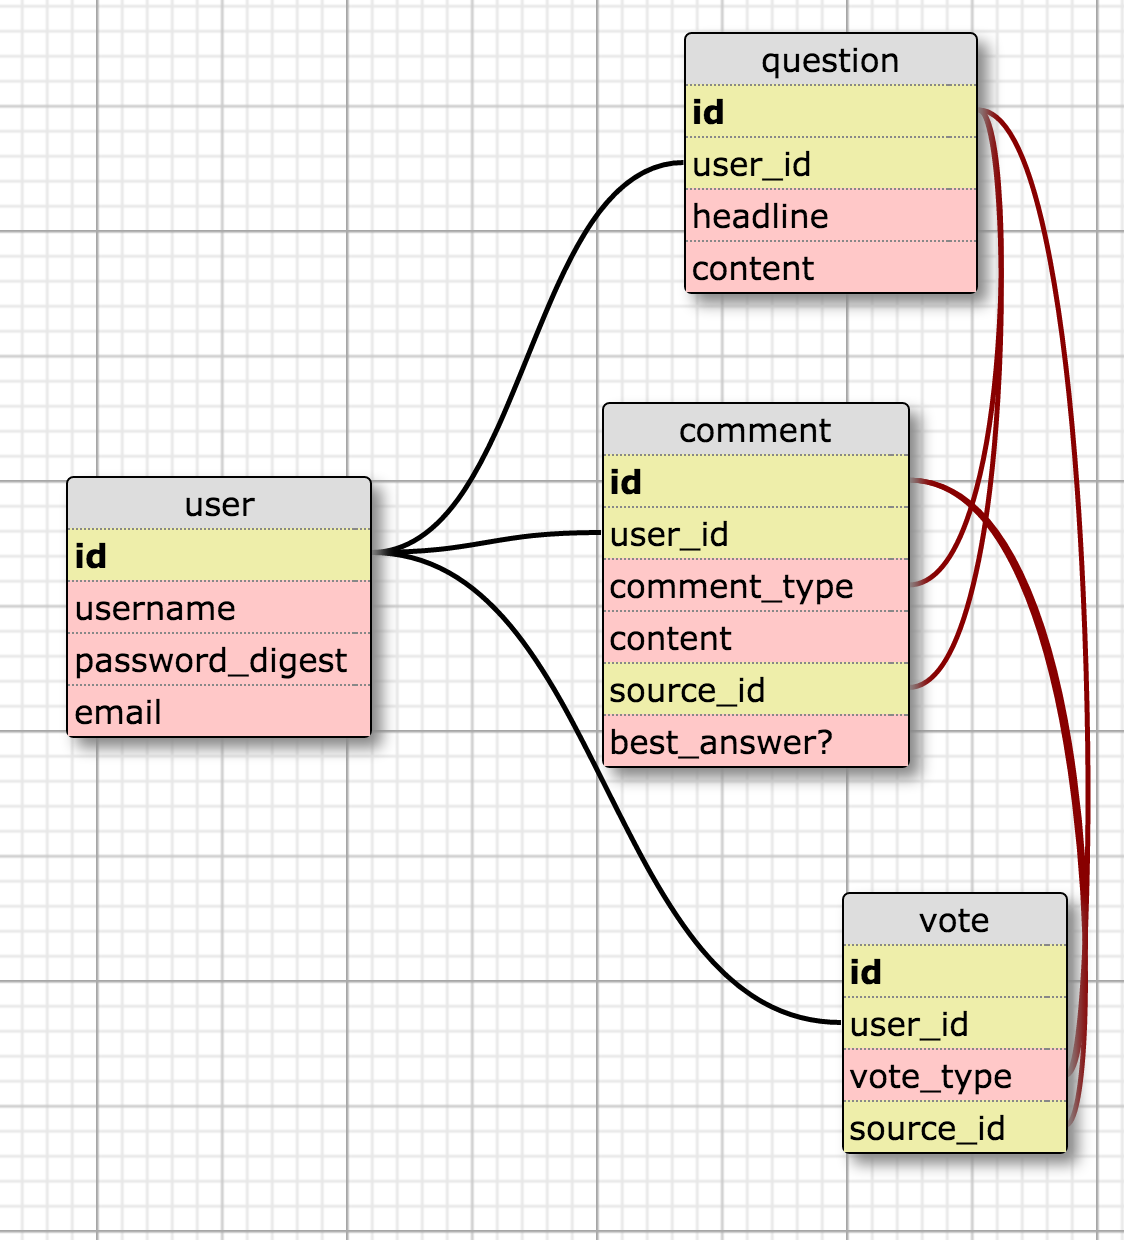 question
id
user_id
headline
content
comment
id
user_id
comment_type
content
source_id
best_answer?
user
id
username
password_digest
email
vote
id
user_id
vote_type
source_id